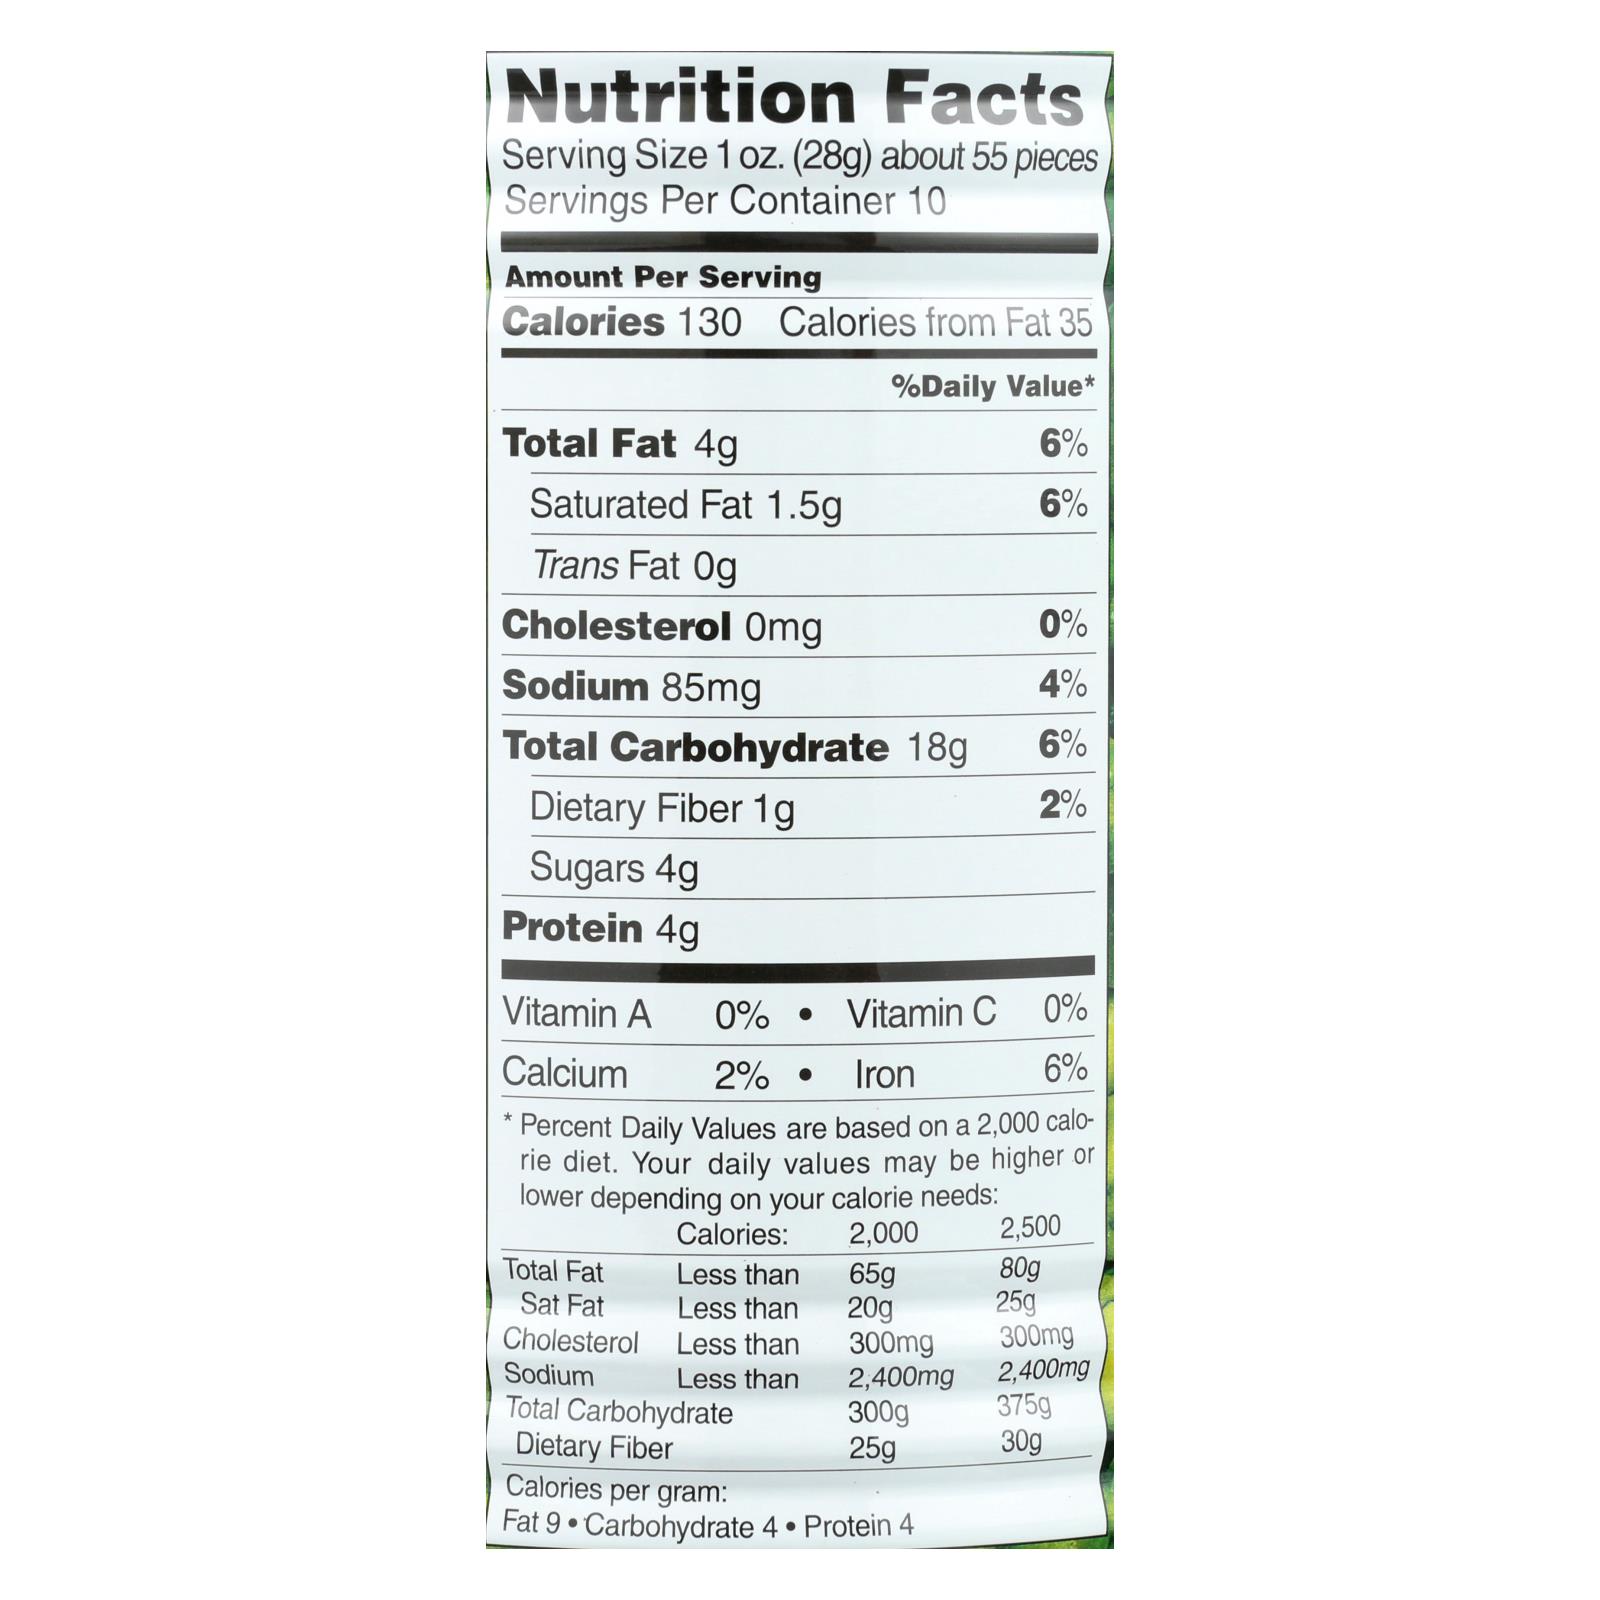 Nutrition Facts
Serving Size 1 oz. (28g) about 55 pieces
Servings Per Container 10
Amount Per Serving
Calories 130 Calories from Fat 35
%Daily Value*
Total Fat 4g 6%
Saturated Fat 1.5g 6%
Trans Fat 0g
Cholesterol 0mg 0%
Sodium 85mg 4%
Total Carbohydrate 18g 6%
Dietary Fiber 1g 2%
Sugars 4g
Protein 4g
Vitamin A 0% • Vitamin C 0%
Calcium 2% • Iron 6%
* Percent Daily Values are based on a 2,000 calo-
rie diet. Your daily values may be higher or
lower depending on your calorie needs:
Calories: 2,000 2,500
Total Fat Less than 65g 80g
Sat Fat Less than 20g 25g
Cholesterol Less than 300mg 300mg
Sodium Less than 2,400mg 2,400mg
Total Carbohydrate 300g 375g
Dietary Fiber 25g 30g
Calories per gram:
Fat 9 • Carbohydrate 4 • Protein 4